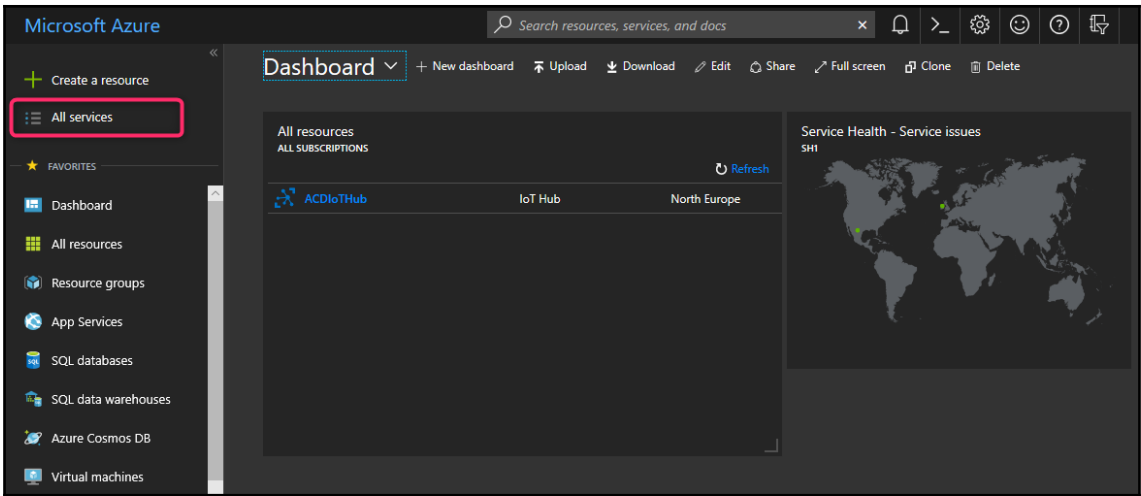 Microsoft Azure
Search resources, services, and docs
Create a resource
All services
FAVORITES
Dashboard
All resources
Resource groups
App Services
SQL databases
SQL data warehouses
Azure Cosmos DB
Virtual machines
Dashboard
+ New dashboard Upload Download Edit Share Full screen Clone Delete
All resources
ALL SUBSCRIPTIONS
Refresh
ACDIoTHub IoT Hub North Europe
Service Health - Service issues
SH1
SQL